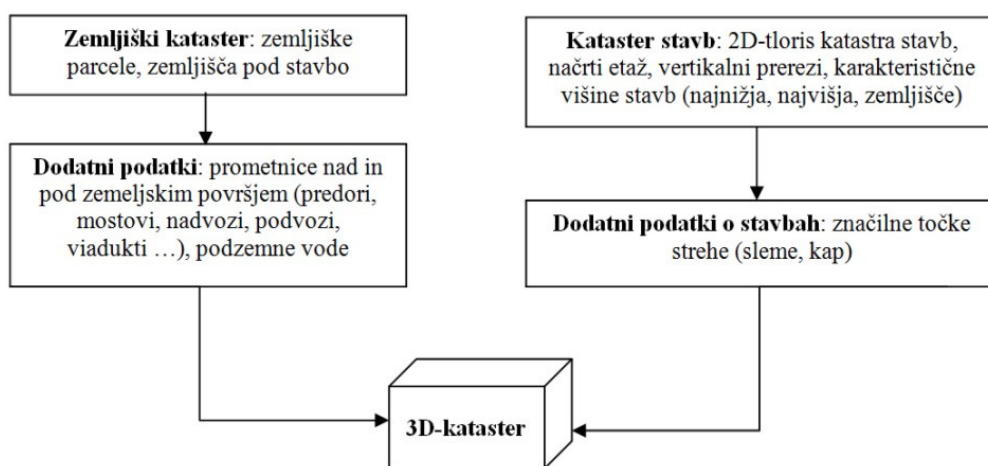 Zemljiški kataster: zemljiške
parcele, zemljišča pod stavbo
Dodatni podatki: prometnice nad in
pod zemeljskim površjem (predori,
mostovi, nadvozi, podvozi,
viadukti …), podzemne vode
Kataster stavb: 2D-tloris katastra stavb,
načrti etaž, vertikalni prerezi, karakteristične
višine stavb (najnižja, najvišja, zemljišče)
Dodatni podatki o stavbah: značilne točke
strehe (sleme, kap)
3D-kataster